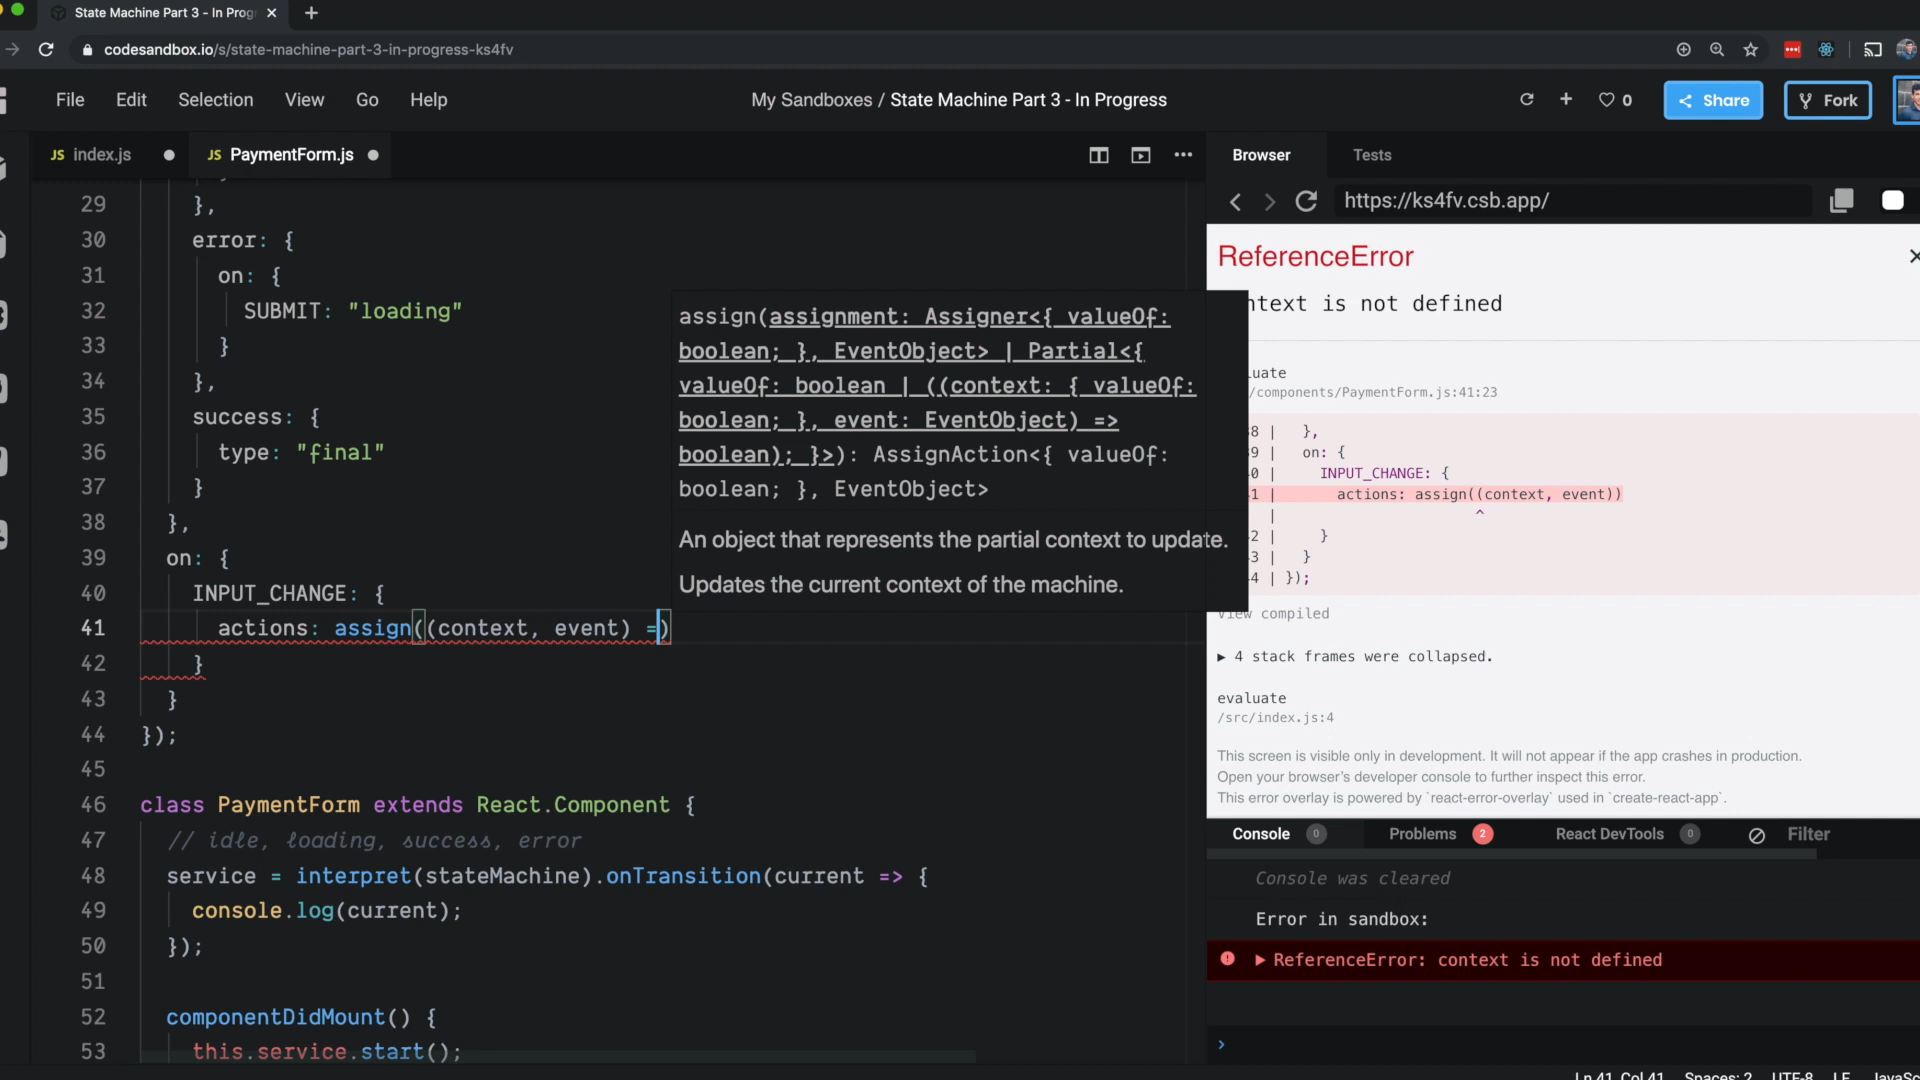 State Machine Part 3 - In Prog
codesandbox.io/s/state-machine-part-3-in-progress-ks4fv
File Edit Selection View Go Help
My Sandboxes / State Machine Part 3 - In Progress
0
Share
Fork
JS index.js
JS PaymentForm.js
29 },
30 error: {
31 on: {
32 SUBMIT: "loading"
33 }
34 },
35 success: {
36 type: "final"
37 }
38 },
39 on: {
40 INPUT_CHANGE: {
41 actions: assign((context, event) =)
42 }
43 }
44 });
45
46 class PaymentForm extends React.Component {
47 // idle, loading, success, error
48 service = interpret(stateMachine).onTransition(current => {
49 console.log(current);
50 });
51
52 componentDidMount() {
53 this.service.start();
assign(assignment: Assigner<{ valueOf:
boolean; }, EventObject> | Partial<{
valueOf: boolean | ((context: { valueOf:
boolean; }, event: EventObject) =>
boolean); }>): AssignAction<{ valueOf:
boolean; }, EventObject>
An object that represents the partial context to update.
Updates the current context of the machine.
Browser Tests
https://ks4fv.csb.app/
ReferenceError
ntext is not defined
uate
/components/PaymentForm.js:41:23
8 | },
9 | on: {
0 | INPUT_CHANGE: {
1 | actions: assign((context, event))
| ^
2 | }
3 | }
4 | });
View compiled
▶ 4 stack frames were collapsed.
evaluate
/src/index.js:4
This screen is visible only in development. It will not appear if the app crashes in production.
Open your browser's developer console to further inspect this error.
This error overlay is powered by `react-error-overlay` used in `create-react-app`.
Console 0 Problems 2 React DevTools 0 Filter
Console was cleared
Error in sandbox:
▶ ReferenceError: context is not defined
Ln 41, Col 41 Spaces: 2 UTF-8 LF JavaSc